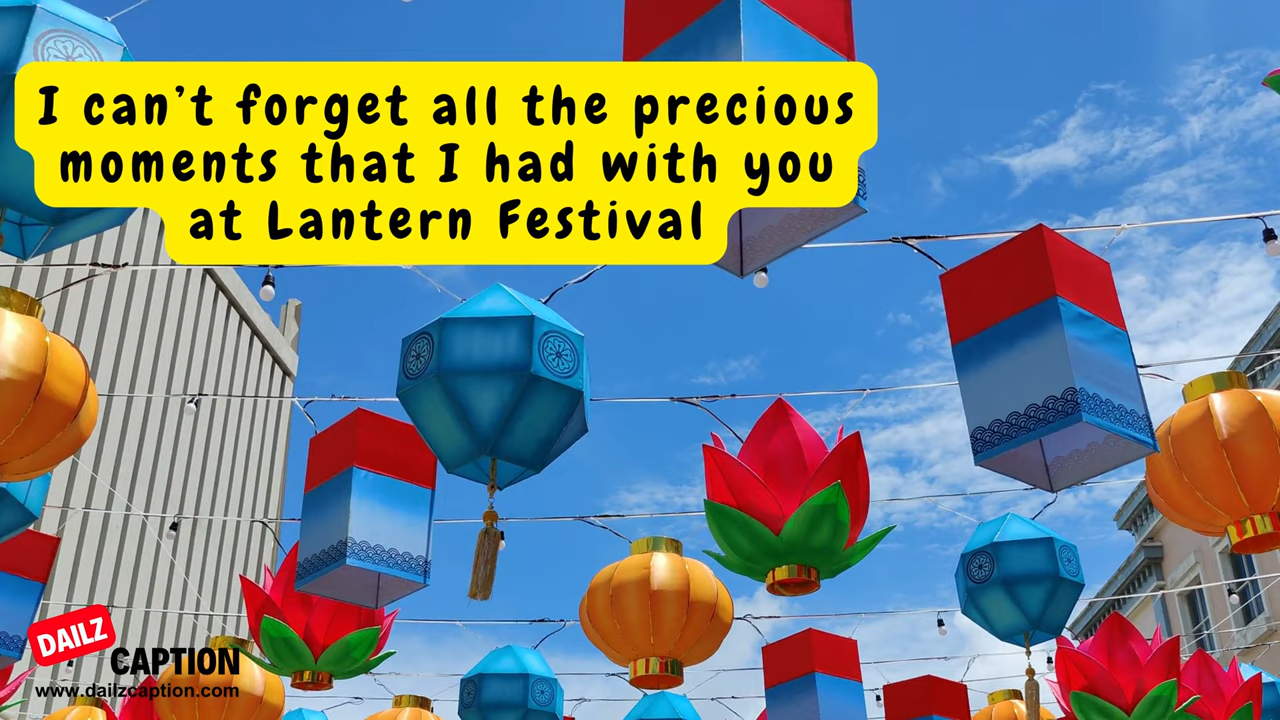 I can’t forget all the precious
moments that I had with you
at Lantern Festival
DAILZ
CAPTION
www.dailzcaption.com